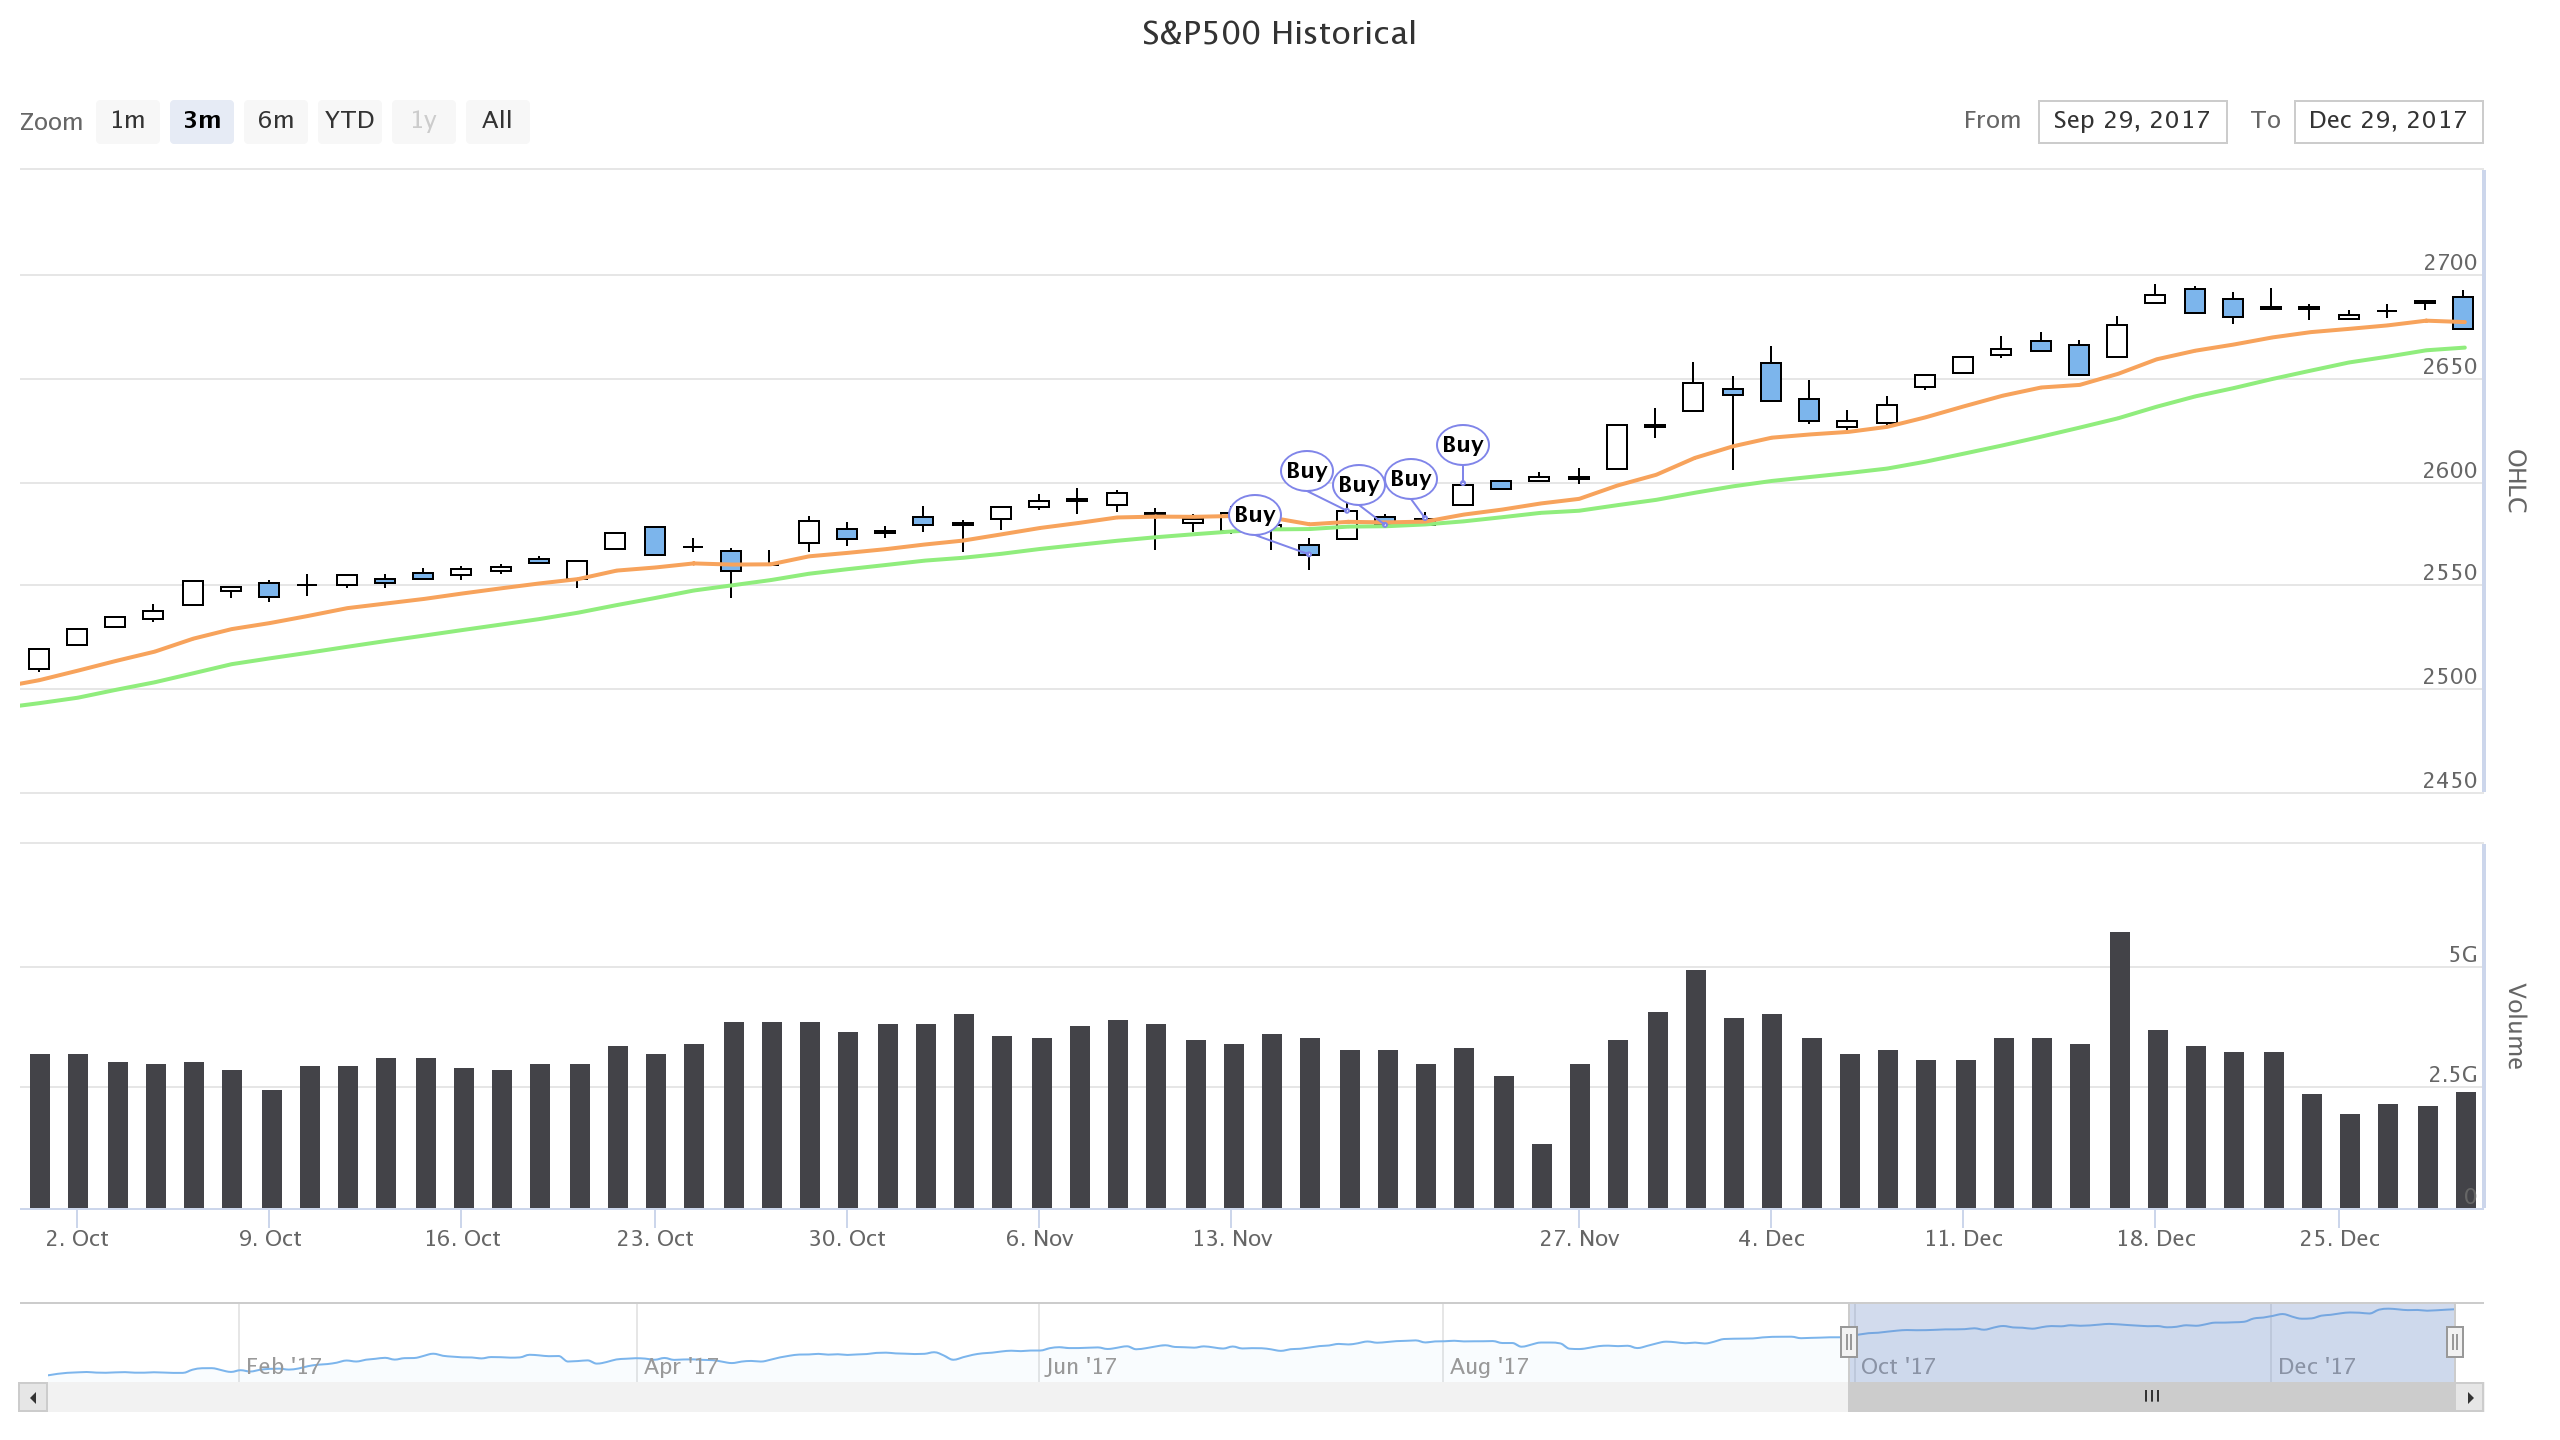 S&P500 Historical
Zoom 1m 3m 6m YTD 1y All
From Sep 29, 2017 To Dec 29, 2017
2700
2650
2600
2550
2500
2450
OHLC
Buy
Buy
Buy
Buy
Buy
5G
2.5G
0
Volume
2. Oct 9. Oct 16. Oct 23. Oct 30. Oct 6. Nov 13. Nov 27. Nov 4. Dec 11. Dec 18. Dec 25. Dec
Feb '17 Apr '17 Jun '17 Aug '17 Oct '17 Dec '17